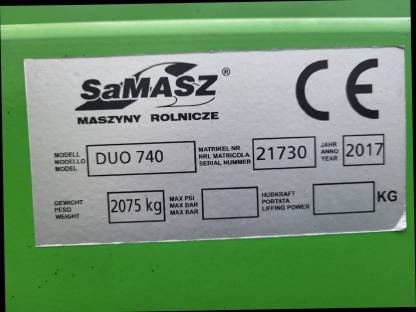 SaMASZ®
CE
MASZYNY ROLNICZE
MODELL
MODELLO
MODEL
DUO 740
MATRIKEL NR
NRL MATRICOLA
SERIAL NUMMER
21730
JAHR
ANNO
YEAR
2017
GEWICHT
PESO
WEIGHT
2075 kg
MAX PSI
MAX BAR
MAX BAR
HUBKRAFT
PORTATA
LIFFING POWER
KG